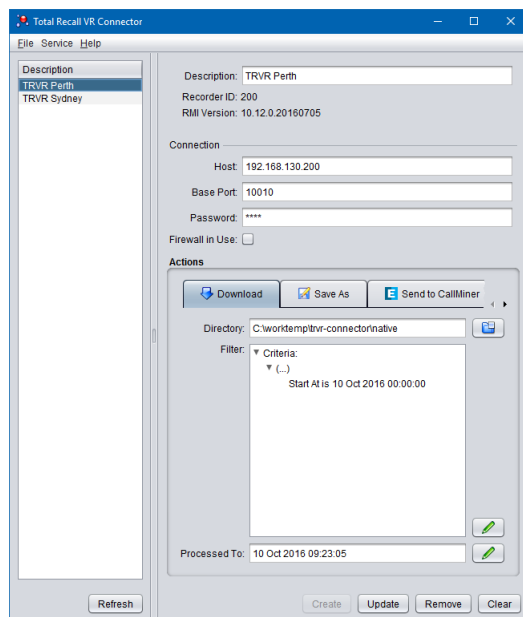 Total Recall VR Connector
File Service Help
Description
TRVR Perth
TRVR Sydney
Refresh
Description: TRVR Perth
Recorder ID: 200
RMI Version: 10.12.0.20160705
Connection
Host: 192.168.130.200
Base Port: 10010
Password: ****
Firewall in Use:
Actions
Download Save As E Send to CallMiner
Directory: C:\worktemp\trvr-connector\native
Filter: Criteria:
(...)
Start At is 10 Oct 2016 00:00:00
Processed To: 10 Oct 2016 09:23:05
Create Update Remove Clear